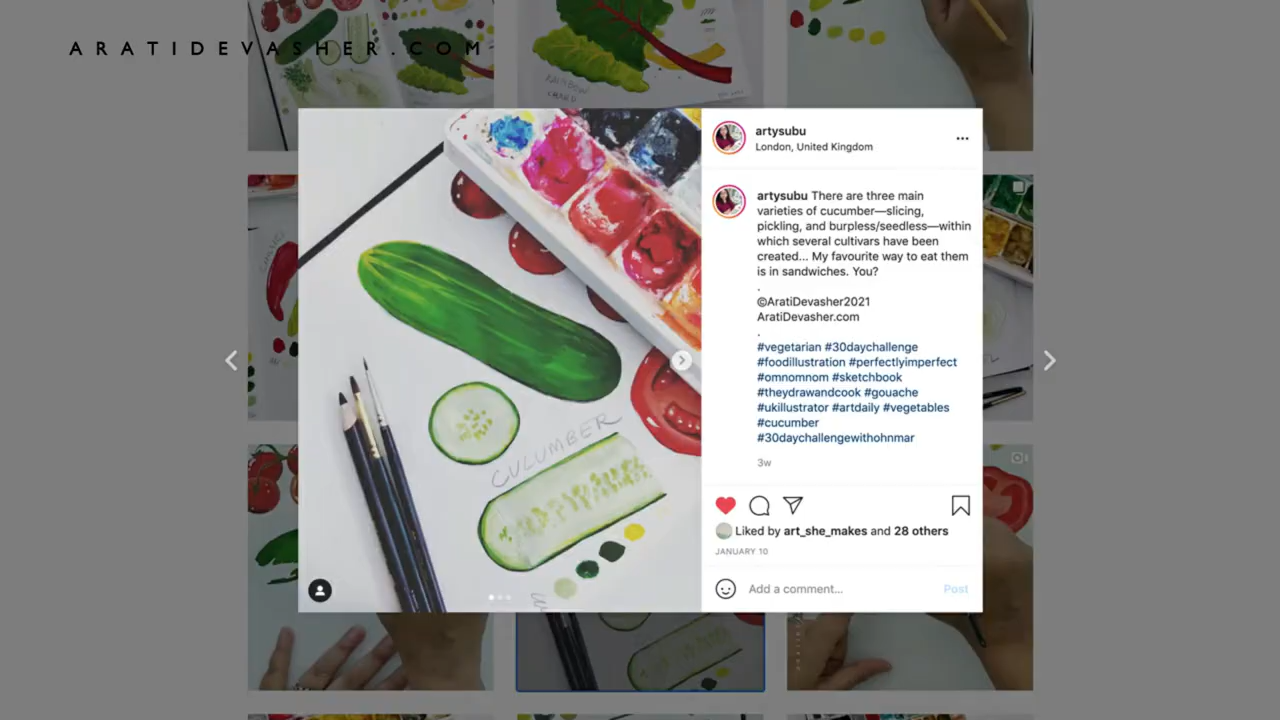 ARATIDEVASHER.COM
RAINBOW
CHARD
artysubu
London, United Kingdom
artysubu There are three main
varieties of cucumber—slicing,
pickling, and burpless/seedless—within
which several cultivars have been
created... My favourite way to eat them
is in sandwiches. You?
.
©AratiDevasher2021
AratiDevasher.com
.
#vegetarian #30daychallenge
#foodillustration #perfectlyimperfect
#omnomnom #sketchbook
#theydrawandcook #gouache
#ukillustrator #artdaily #vegetables
#cucumber
#30daychallengewithohnmar
3w
CUCUMBER
Liked by art_she_makes and 28 others
JANUARY 10
Add a comment...
Post